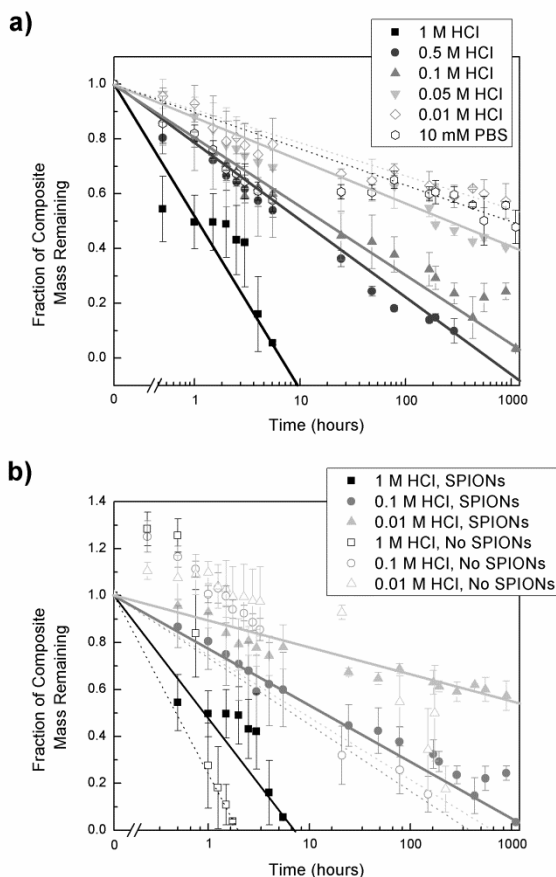 a)
1 M HCl
0.5 M HCl
0.1 M HCl
0.05 M HCl
0.01 M HCl
10 mM PBS
Fraction of Composite
Mass Remaining
1.0
0.8
0.6
0.4
0.2
0.0
0
1
10
100
1000
Time (hours)
b)
1 M HCl, SPIONs
0.1 M HCl, SPIONs
0.01 M HCl, SPIONs
1 M HCl, No SPIONs
0.1 M HCl, No SPIONs
0.01 M HCl, No SPIONs
Fraction of Composite
Mass Remaining
1.4
1.2
1.0
0.8
0.6
0.4
0.2
0.0
0
1
10
100
1000
Time (hours)